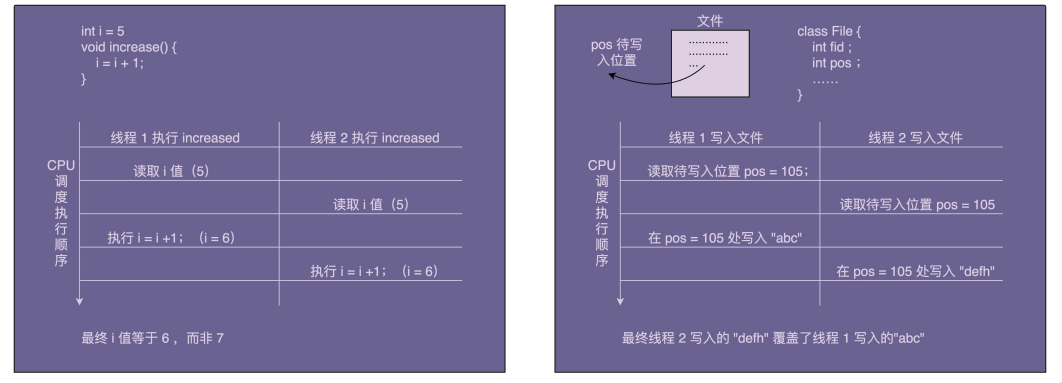 int i = 5
void increase() {
i = i + 1;
}
线程 1 执行 increased
线程 2 执行 increased
CPU
调
度
执
行
顺
序
读取 i 值（5）
读取 i 值（5）
执行 i = i +1; （i = 6）
执行 i = i +1; （i = 6）
最终 i 值等于 6 ，而非 7
文件
pos 待写
入位置
............
............
...
class File {
int fid ;
int pos ;
……
}
线程 1 写入文件
线程 2 写入文件
CPU
调
度
执
行
顺
序
读取待写入位置 pos = 105;
读取待写入位置 pos = 105
在 pos = 105 处写入 "abc"
在 pos = 105 处写入 "defh"
最终线程 2 写入的 "defh" 覆盖了线程 1 写入的"abc"